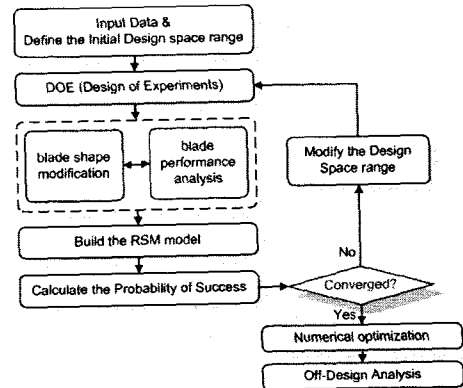 Input Data &
Define the Initial Design space range
DOE (Design of Experiments)
blade shape
modification
blade
performance
analysis
Modify the Design
Space range
Build the RSM model
No
Calculate the Probability of Success
Converged?
Yes
Numerical optimization
Off-Design Analysis